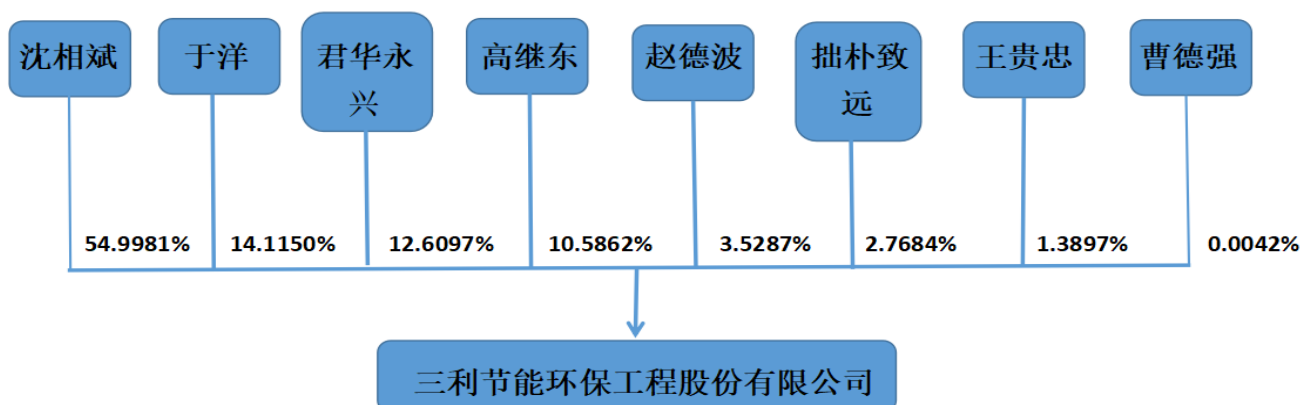 沈相斌
于洋
君华永
兴
高继东
赵德波
拙朴致
远
王贵忠
曹德强
54.9981%
14.1150%
12.6097%
10.5862%
3.5287%
2.7684%
1.3897%
0.0042%
三利节能环保工程股份有限公司